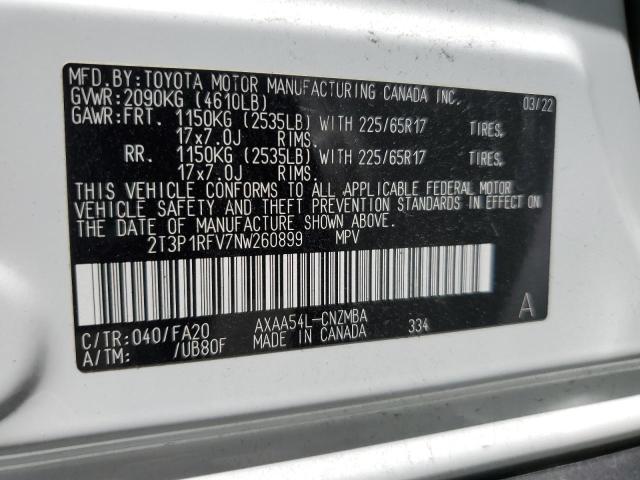 MFD.BY:TOYOTA MOTOR MANUFACTURING CANADA INC. 03/22
GVWR:2090KG (4610LB)
GAWR:FRT. 1150KG (2535LB) WITH 225/65R17 TIRES.
17x7.0J RIMS.
RR. 1150KG (2535LB) WITH 225/65R17 TIRES.
17x7.0J RIMS.
THIS VEHICLE CONFORMS TO ALL APPLICABLE FEDERAL MOTOR
VEHICLE SAFETY AND THEFT PREVENTION STANDARDS IN EFFECT ON
THE DATE OF MANUFACTURE SHOWN ABOVE.
2T3P1RFV7NW260899 MPV
C/TR:040/FA20 AXAA54L-CNZMBA 334 A
A/TM: /UB80F MADE IN CANADA